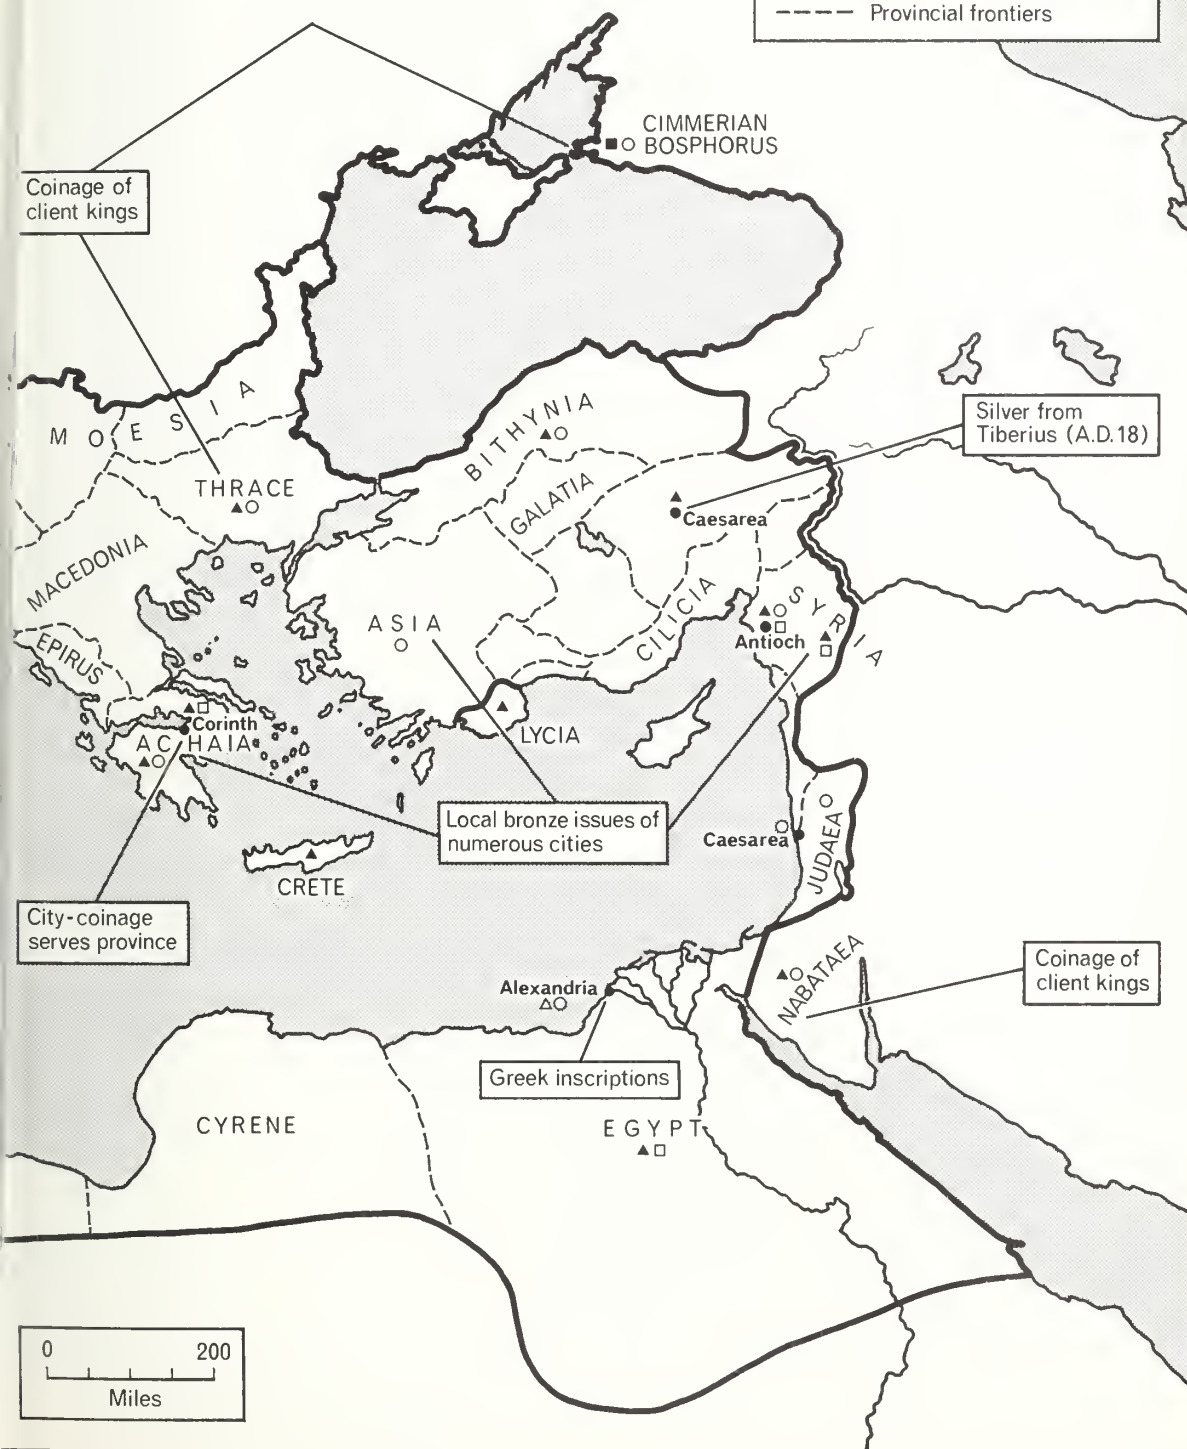 Provincial frontiers
CIMMERIAN
BOSPHORUS
Coinage of
client kings
Silver from
Tiberius (A.D.18)
MOESIA
BITHYNIA
THRACE
GALATIA
Caesarea
MACEDONIA
ASIA
CILICIA
SYRIA
Antioch
EPIRUS
Corinth
ACHAIA
LYCIA
Local bronze issues of
numerous cities
Caesarea
JUDAEA
CRETE
City-coinage
serves province
Coinage of
client kings
NABATAEA
Alexandria
Greek inscriptions
CYRENE
EGYPT
0 200
Miles